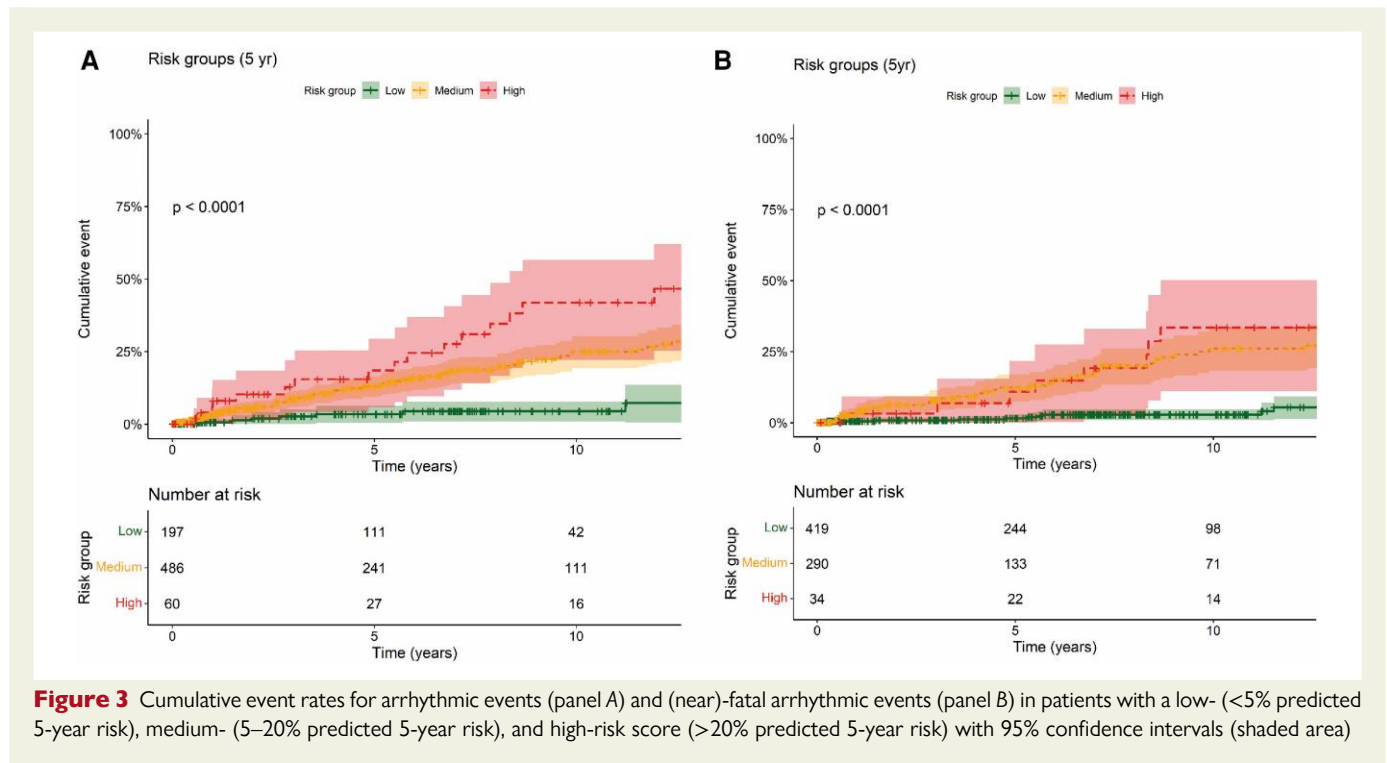 A
Risk groups (5 yr)
Risk group Low Medium High
100%
75%
50%
25%
0%
Cumulative event
p < 0.0001
0 5 10
Time (years)
Number at risk
Risk group
Low 197 111 42
Medium 486 241 111
High 60 27 16
0 5 10
Time (years)
B
Risk groups (5yr)
Risk group Low Medium High
100%
75%
50%
25%
0%
Cumulative event
p < 0.0001
0 5 10
Time (years)
Number at risk
Risk group
Low 419 244 98
Medium 290 133 71
High 34 22 14
0 5 10
Time (years)
Figure 3 Cumulative event rates for arrhythmic events (panel A) and (near)-fatal arrhythmic events (panel B) in patients with a low- (<5% predicted
5-year risk), medium- (5–20% predicted 5-year risk), and high-risk score (>20% predicted 5-year risk) with 95% confidence intervals (shaded area)